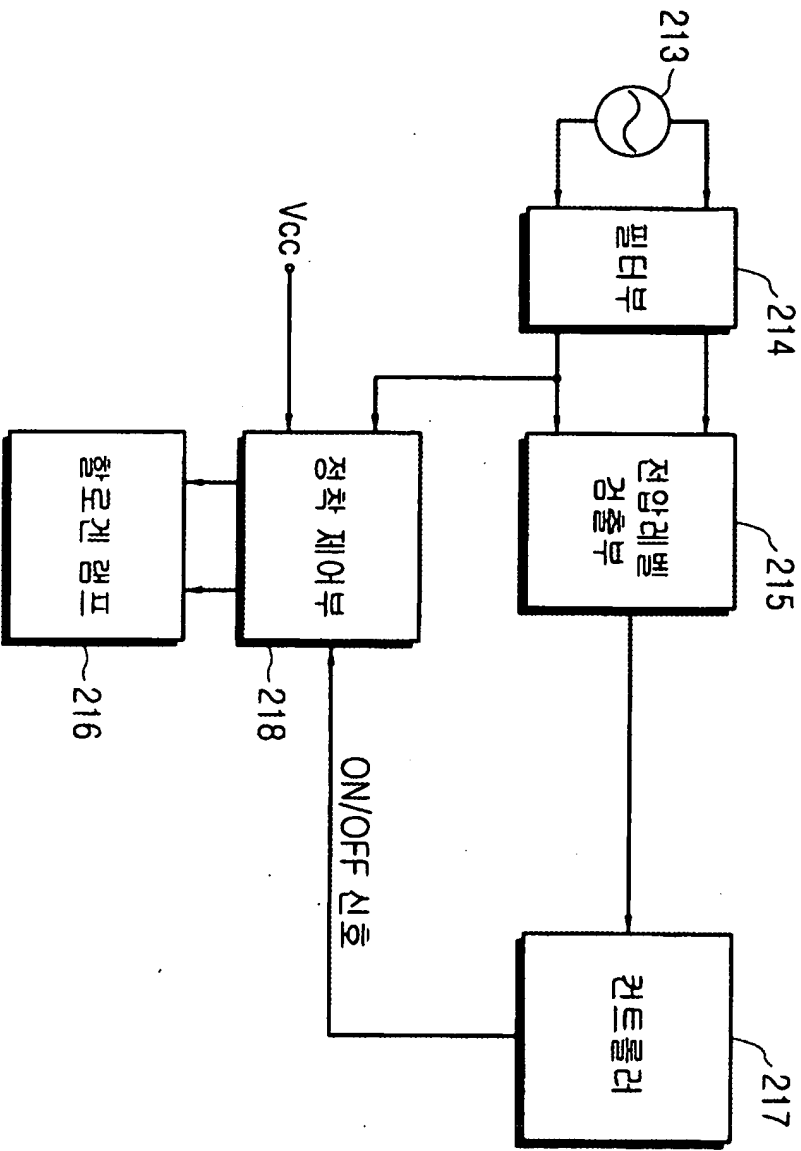 213
필터부
214
전압레벨
검출부
215
컨트롤러
217
Vcc
정착 제어부
218
ON/OFF 신호
할로겐 램프
216